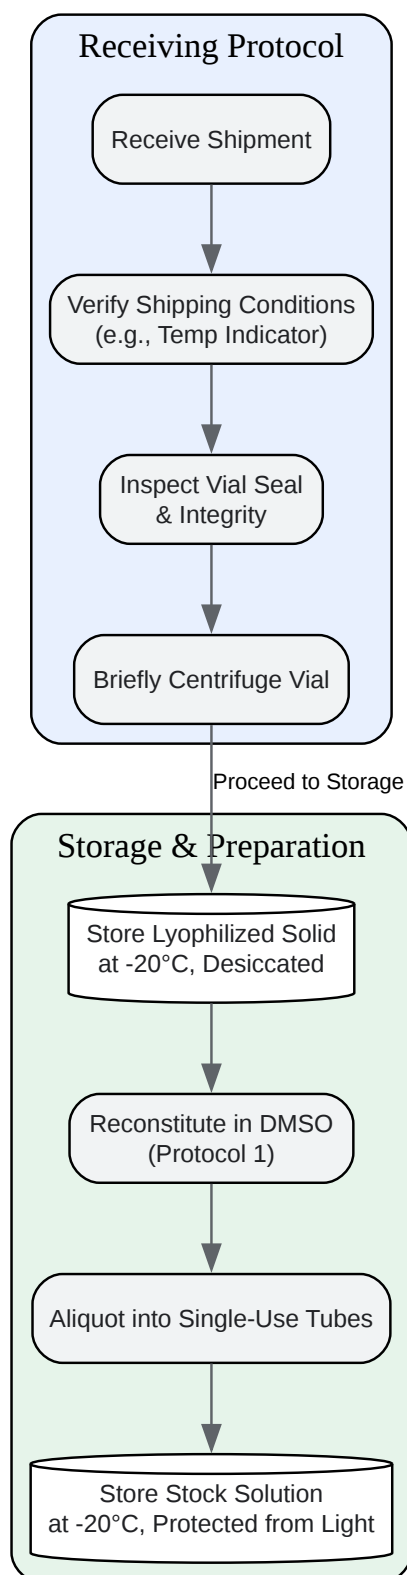 Receiving Protocol
Receive Shipment
Verify Shipping Conditions
(e.g., Temp Indicator)
Inspect Vial Seal
& Integrity
Briefly Centrifuge Vial
Proceed to Storage
Storage & Preparation
Store Lyophilized Solid
at -20°C, Desiccated
Reconstitute in DMSO
(Protocol 1)
Aliquot into Single-Use Tubes
Store Stock Solution
at -20°C, Protected from Light